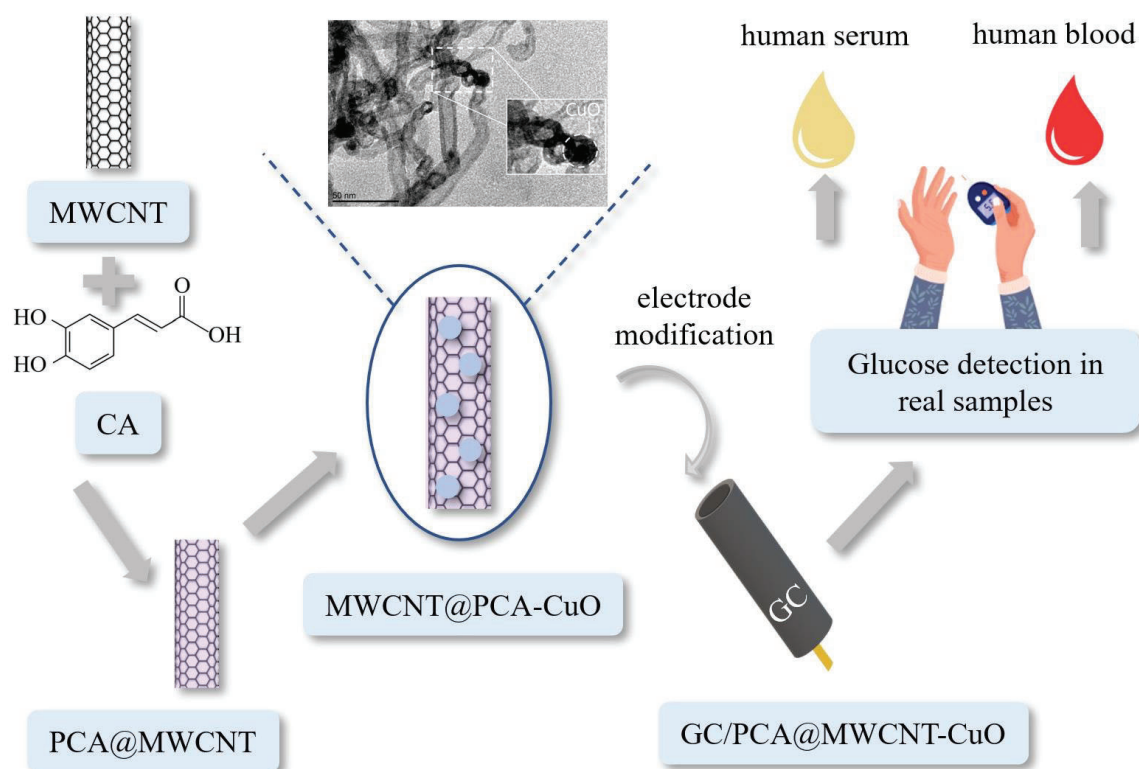 MWCNT
HO
HO
O
OH
CA
PCA@MWCNT
CuO
50 nm
MWCNT@PCA-CuO
electrode
modification
GC
GC/PCA@MWCNT-CuO
human serum
human blood
Glucose detection in
real samples